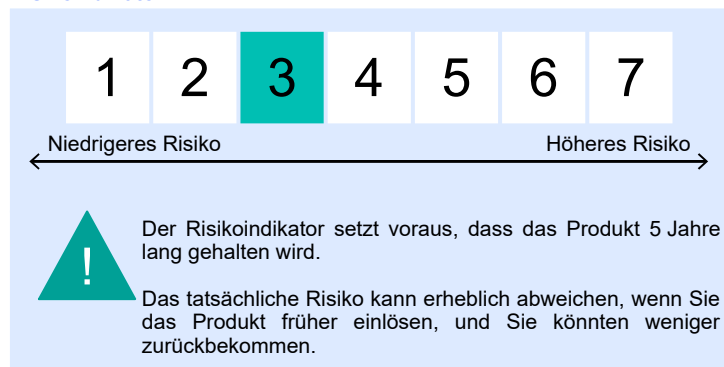 1 2 3 4 5 6 7
Niedrigeres Risiko Höheres Risiko
!
Der Risikoindikator setzt voraus, dass das Produkt 5 Jahre
lang gehalten wird.
Das tatsächliche Risiko kann erheblich abweichen, wenn Sie
das Produkt früher einlösen, und Sie könnten weniger
zurückbekommen.